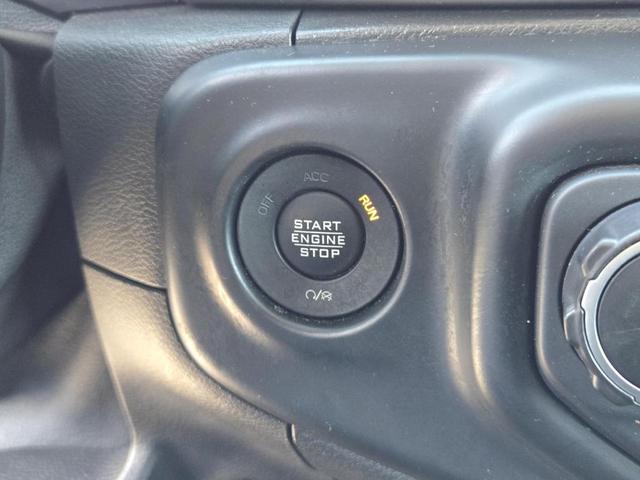 OFF
ACC
RUN
START
ENGINE
STOP